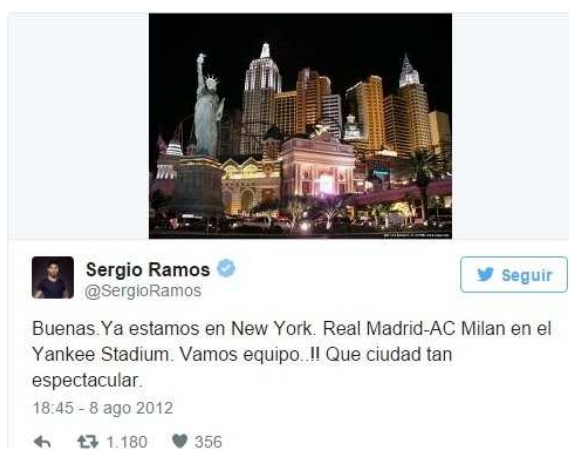 Sergio Ramos
@SergioRamos
Seguir
Buenas.Ya estamos en New York. Real Madrid-AC Milan en el
Yankee Stadium. Vamos equipo..!! Que ciudad tan
espectacular.
18:45 - 8 ago 2012
1.180 356